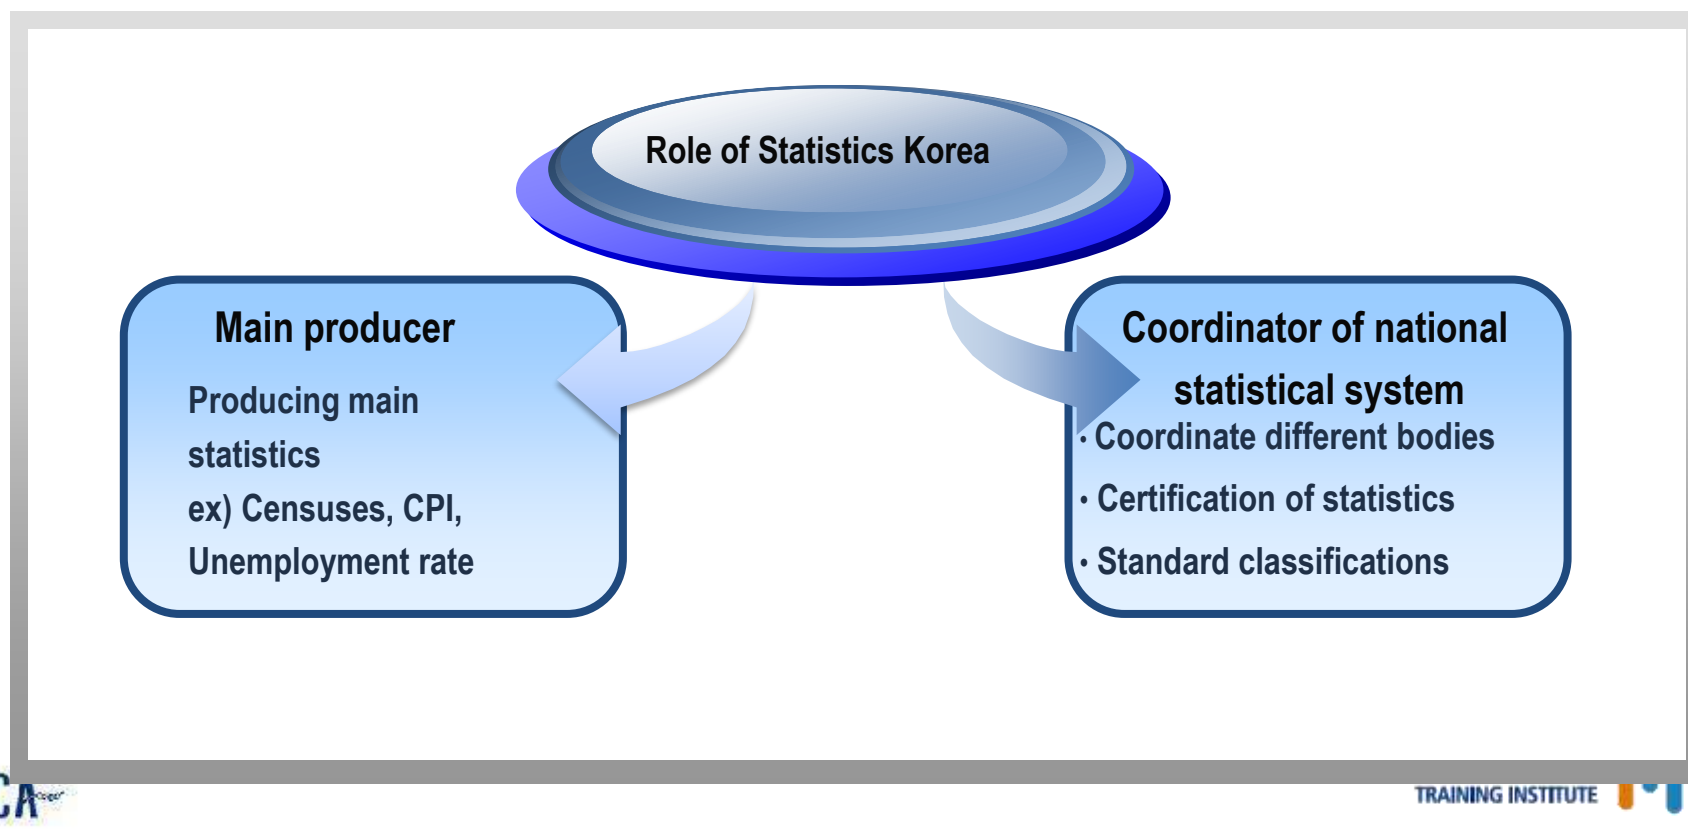 Role of Statistics Korea
Main producer
Producing main
statistics
ex) Censuses, CPI,
Unemployment rate
Coordinator of national
statistical system
· Coordinate different bodies
· Certification of statistics
· Standard classifications
TRAINING INSTITUTE